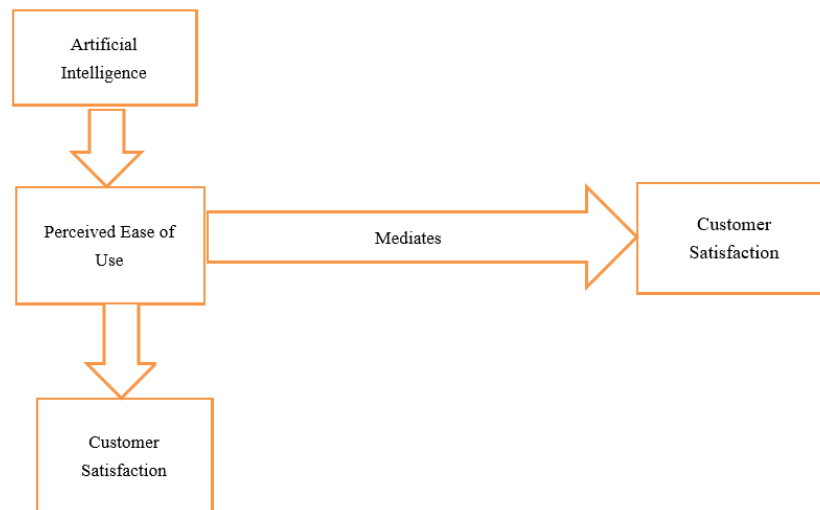 Artificial
Intelligence
Perceived Ease of
Use
Mediates
Customer
Satisfaction
Customer
Satisfaction